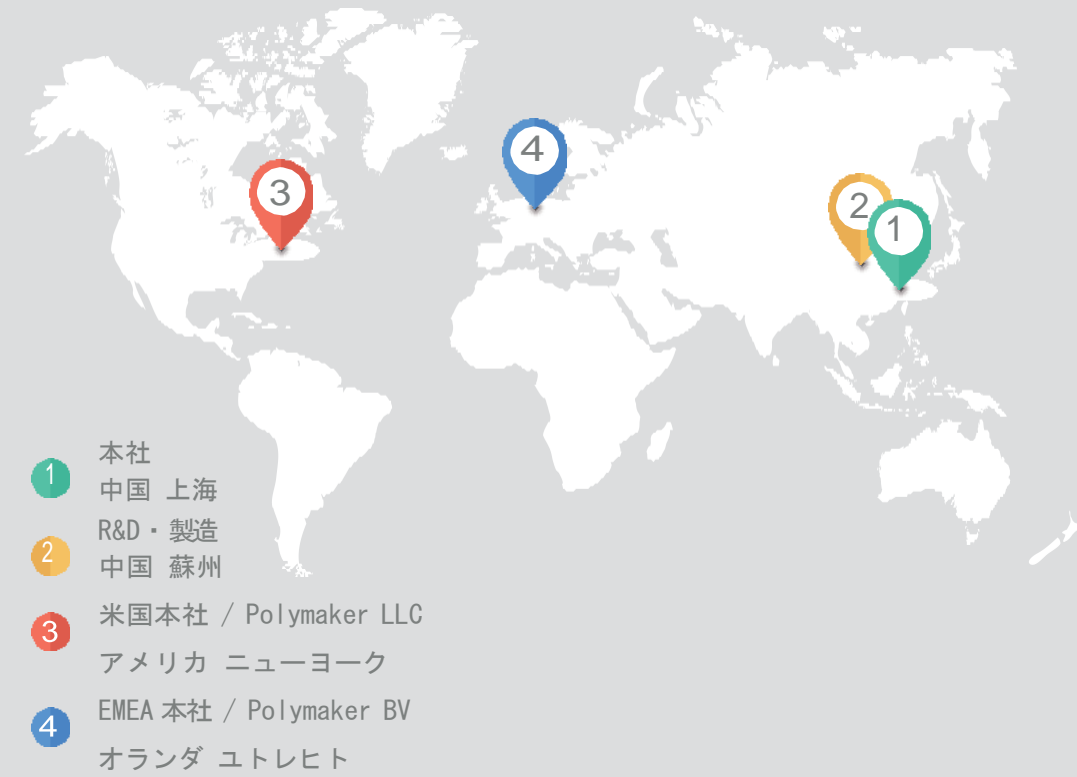 4
3
2
1
1
本社
中国 上海
2
R&D・製造
中国 蘇州
3
米国本社 / Polymaker LLC
アメリカ ニューヨーク
4
EMEA 本社 / Polymaker BV
オランダ ユトレヒト